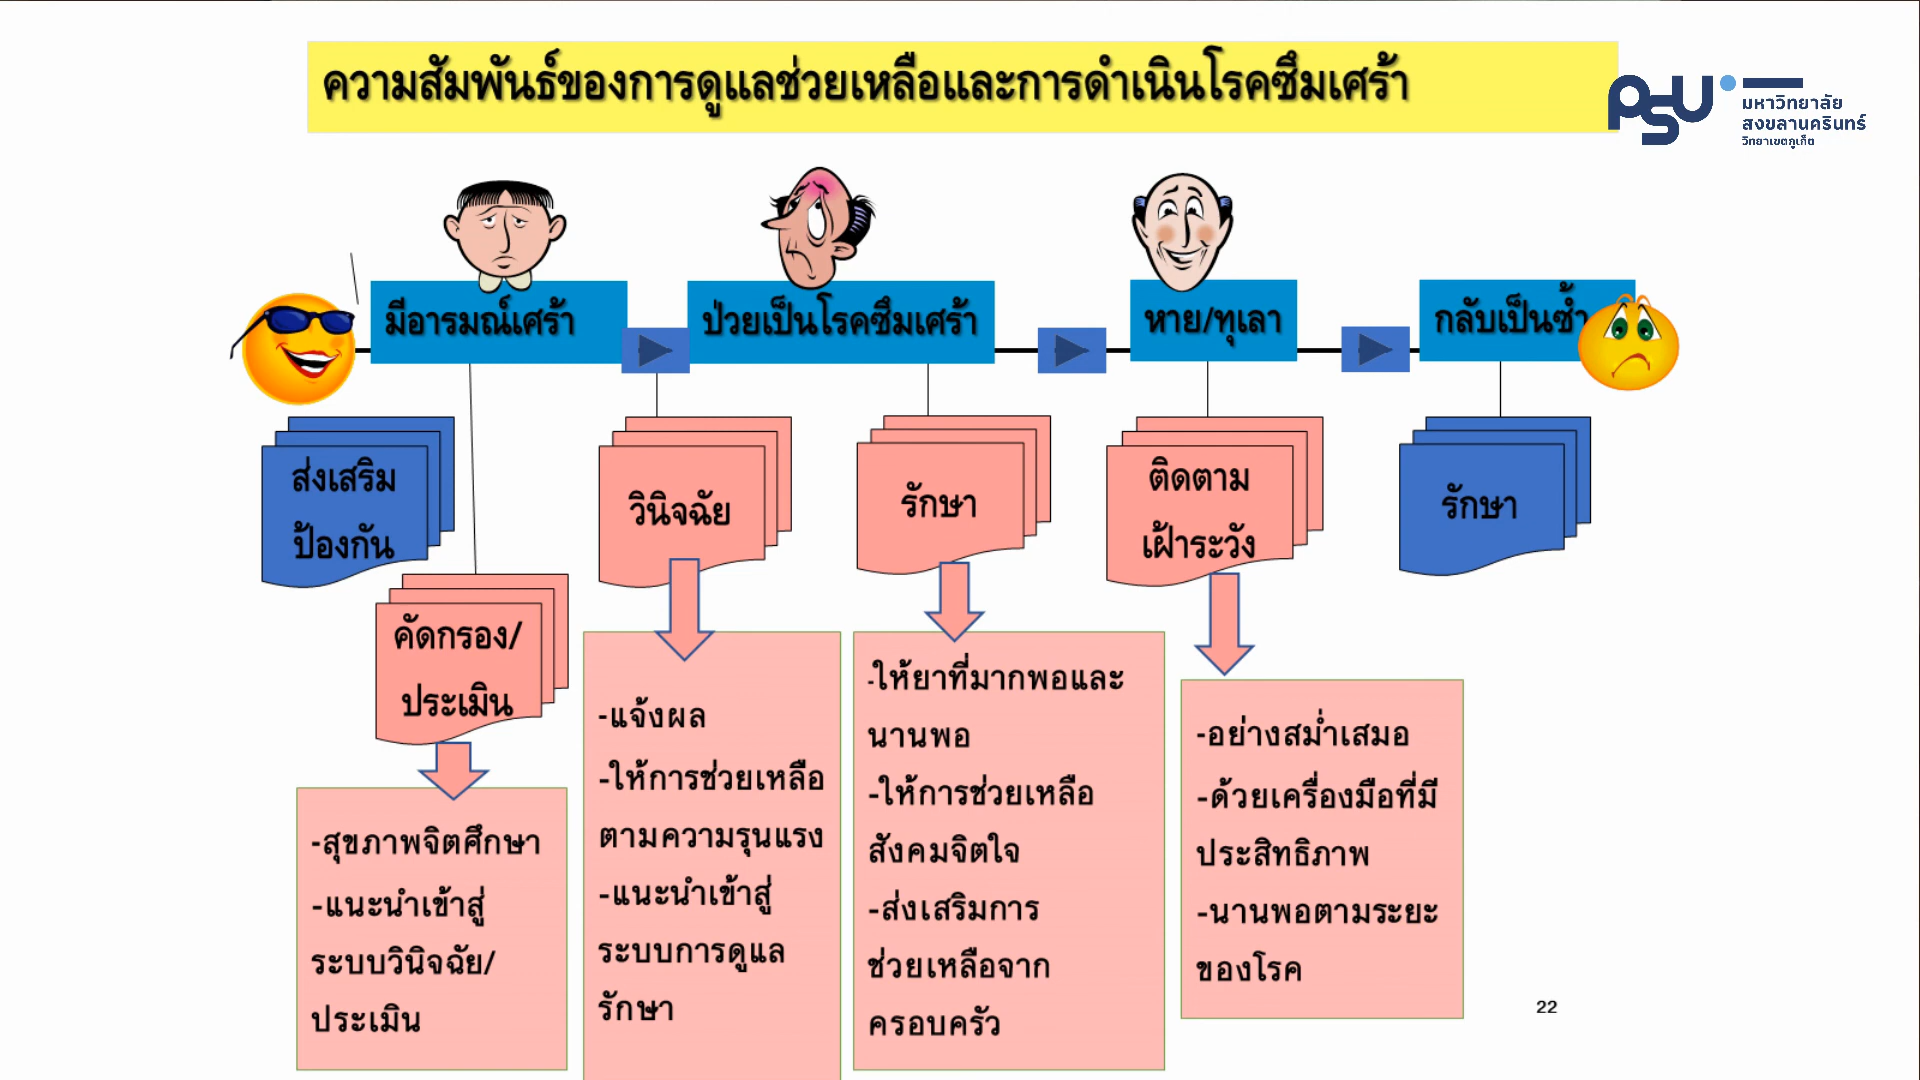 ความสัมพันธ์ของการดูแลช่วยเหลือและการดำเนินโรคซึมเศร้า
PSU
มหาวิทยาลัย
สงขลานครินทร์
วิทยาเขตภูเก็ต
มีอารมณ์เศร้า
ป่วยเป็นโรคซึมเศร้า
หาย/ทุเลา
กลับเป็นซ้ำ
ส่งเสริม
ป้องกัน
คัดกรอง/
ประเมิน
วินิจฉัย
รักษา
ติดตาม
เฝ้าระวัง
รักษา
-สุขภาพจิตศึกษา
-แนะนำเข้าสู่
ระบบวินิจฉัย/
ประเมิน
-แจ้งผล
-ให้การช่วยเหลือ
ตามความรุนแรง
-แนะนำเข้าสู่
ระบบการดูแล
รักษา
-ให้ยาที่มากพอและ
นานพอ
-ให้การช่วยเหลือ
สังคมจิตใจ
-ส่งเสริมการ
ช่วยเหลือจาก
ครอบครัว
-อย่างสม่ำเสมอ
-ด้วยเครื่องมือที่มี
ประสิทธิภาพ
-นานพอตามระยะ
ของโรค
22